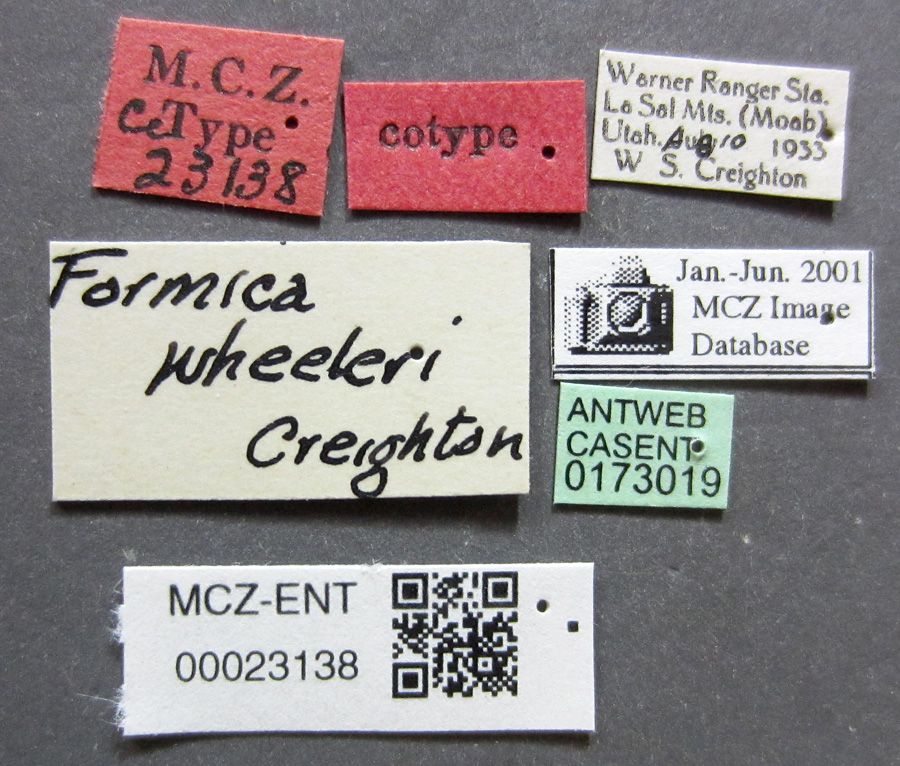 M.C.Z.
CoType
23138
cotype
Warner Ranger Sta.
La Sal Mts. (Moab)
Utah. Aug 10 1933
W S. Creighton
Formica
wheeleri
Creighton
Jan.-Jun. 2001
MCZ Image
Database
ANTWEB
CASENT
0173019
MCZ-ENT
00023138